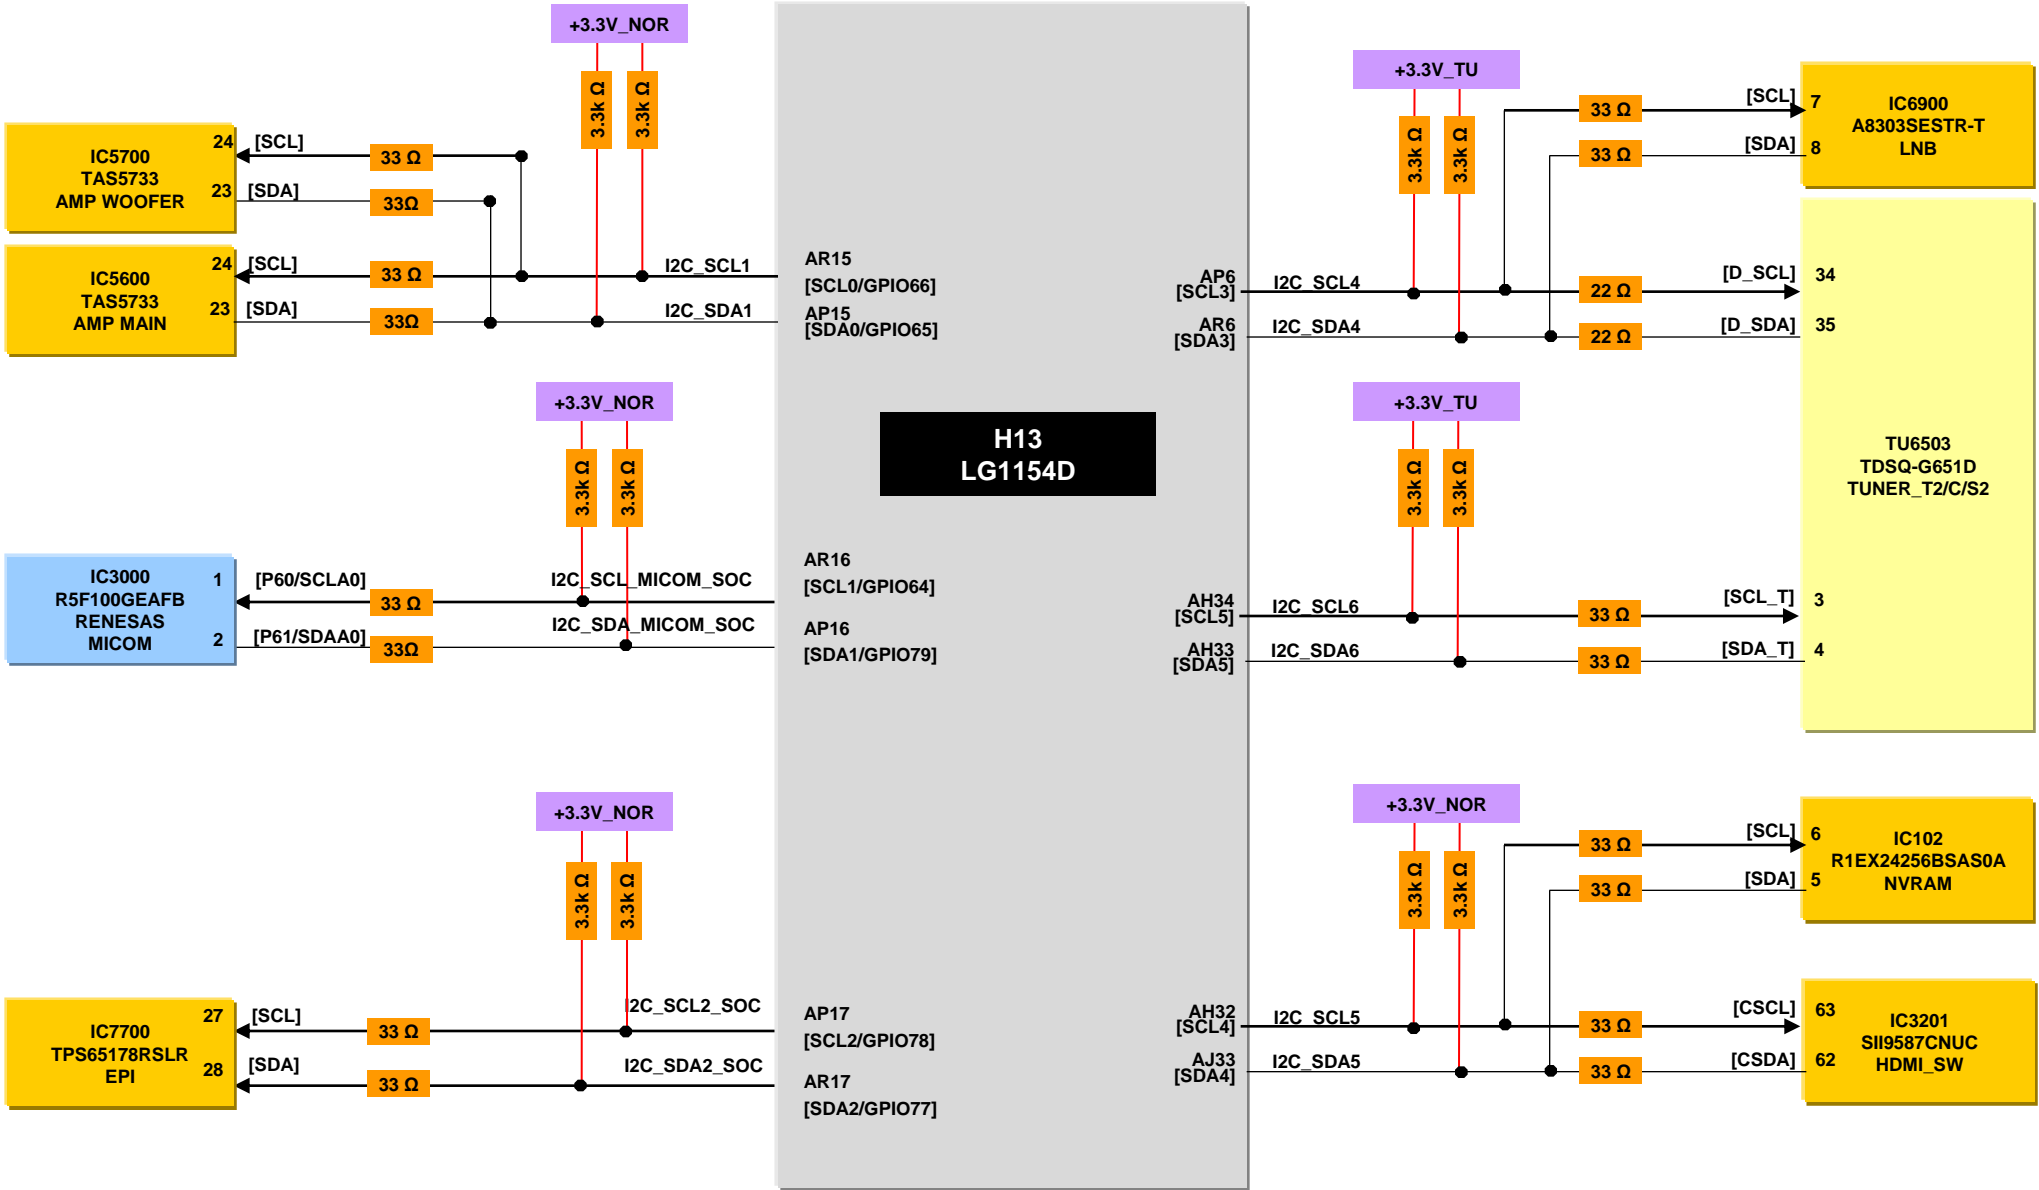 +3.3V_NOR
3.3k Ω
3.3k Ω
IC5700
TAS5733
AMP WOOFER
24
[SCL]
33 Ω
23
[SDA]
33Ω
IC5600
TAS5733
AMP MAIN
24
[SCL]
33 Ω
I2C_SCL1
23
[SDA]
33Ω
I2C_SDA1
AR15
[SCL0/GPIO66]
AP15
[SDA0/GPIO65]
+3.3V_NOR
3.3k Ω
3.3k Ω
IC3000
R5F100GEAFB
RENESAS
MICOM
1
[P60/SCLA0]
33 Ω
I2C_SCL_MICOM_SOC
2
[P61/SDAA0]
33Ω
I2C_SDA_MICOM_SOC
AR16
[SCL1/GPIO64]
AP16
[SDA1/GPIO79]
+3.3V_NOR
3.3k Ω
3.3k Ω
IC7700
TPS65178RSLR
EPI
27
[SCL]
33 Ω
I2C_SCL2_SOC
28
[SDA]
33 Ω
I2C_SDA2_SOC
AP17
[SCL2/GPIO78]
AR17
[SDA2/GPIO77]
H13
LG1154D
+3.3V_TU
3.3k Ω
3.3k Ω
33 Ω
[SCL]
7
33 Ω
[SDA]
8
IC6900
A8303SESTR-T
LNB
AP6
[SCL3]
I2C_SCL4
22 Ω
[D_SCL]
34
AR6
[SDA3]
I2C_SDA4
22 Ω
[D_SDA]
35
+3.3V_TU
3.3k Ω
3.3k Ω
TU6503
TDSQ-G651D
TUNER_T2/C/S2
AH34
[SCL5]
I2C_SCL6
33 Ω
[SCL_T]
3
AH33
[SDA5]
I2C_SDA6
33 Ω
[SDA_T]
4
+3.3V_NOR
3.3k Ω
3.3k Ω
33 Ω
[SCL]
6
33 Ω
[SDA]
5
IC102
R1EX24256BSAS0A
NVRAM
AH32
[SCL4]
I2C_SCL5
33 Ω
[CSCL]
63
AJ33
[SDA4]
I2C_SDA5
33 Ω
[CSDA]
62
IC3201
SII9587CNUC
HDMI_SW